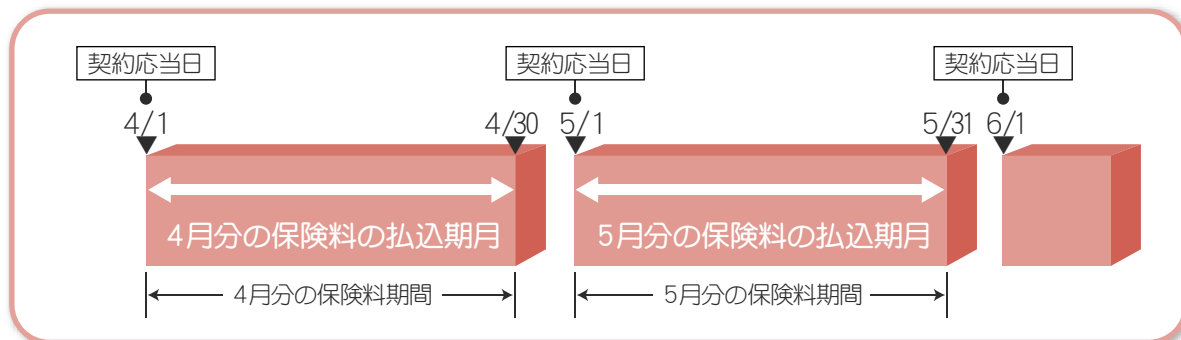 契約応当日 契約応当日 契約応当日
4/1 4/30 5/1 5/31 6/1
4月分の保険料の払込期月 5月分の保険料の払込期月
4月分の保険料期間 5月分の保険料期間